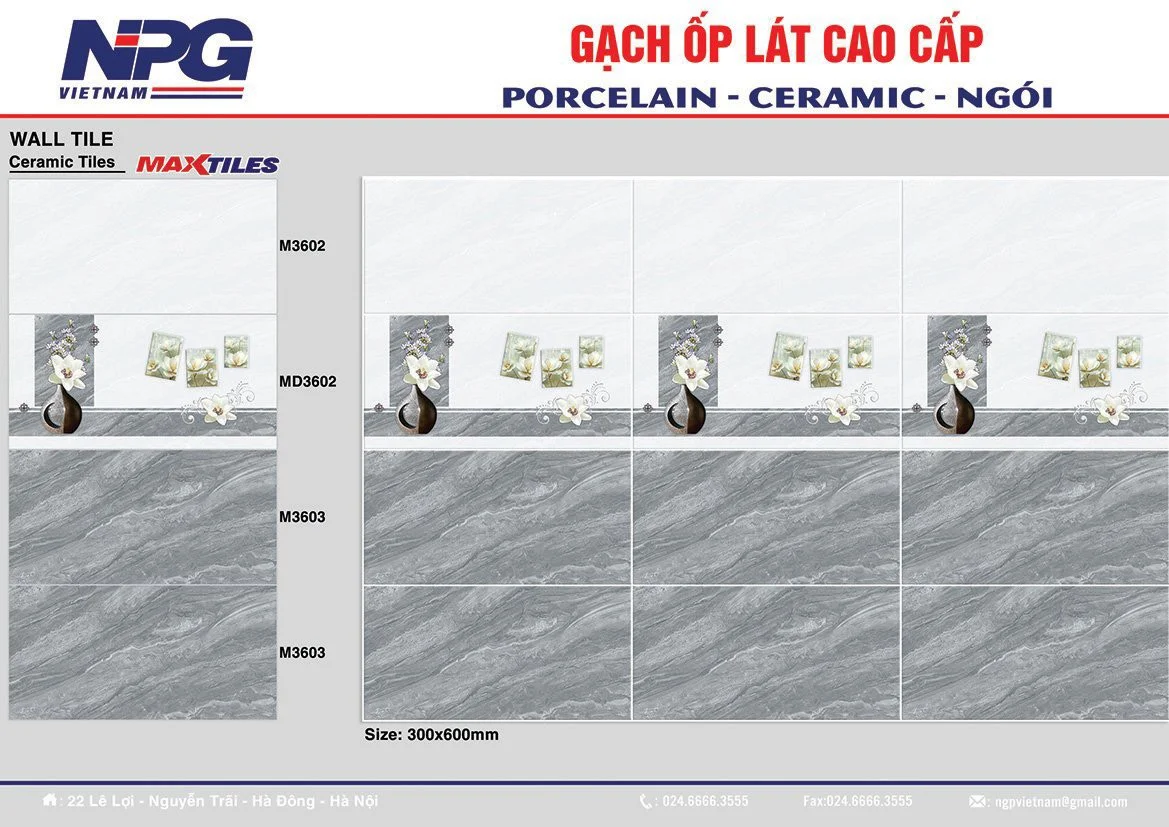 NPG
VIETNAM
GẠCH ỐP LÁT CAO CẤP
PORCELAIN - CERAMIC - NGÓI
WALL TILE
Ceramic Tiles
MAXTILES
M3602
MD3602
M3603
M3603
Size: 300x600mm
: 22 Lê Lợi - Nguyễn Trãi - Hà Đông - Hà Nội
: 024.6666.3555
Fax:024.6666.3555
: ngpvietnam@gmail.com